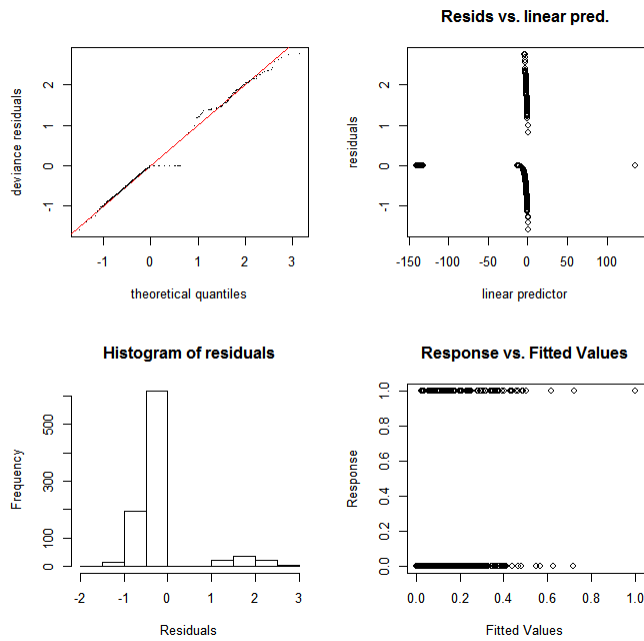 Resids vs. linear pred.
deviance residuals
-1 0 1 2
-1 0 1 2 3
theoretical quantiles
residuals
-1 0 1 2
-150 -100 -50 0 50 100
linear predictor
Histogram of residuals
Frequency
0 100 300 500
-2 -1 0 1 2 3
Residuals
Response vs. Fitted Values
Response
0.0 0.2 0.4 0.6 0.8 1.0
0.0 0.2 0.4 0.6 0.8 1.0
Fitted Values